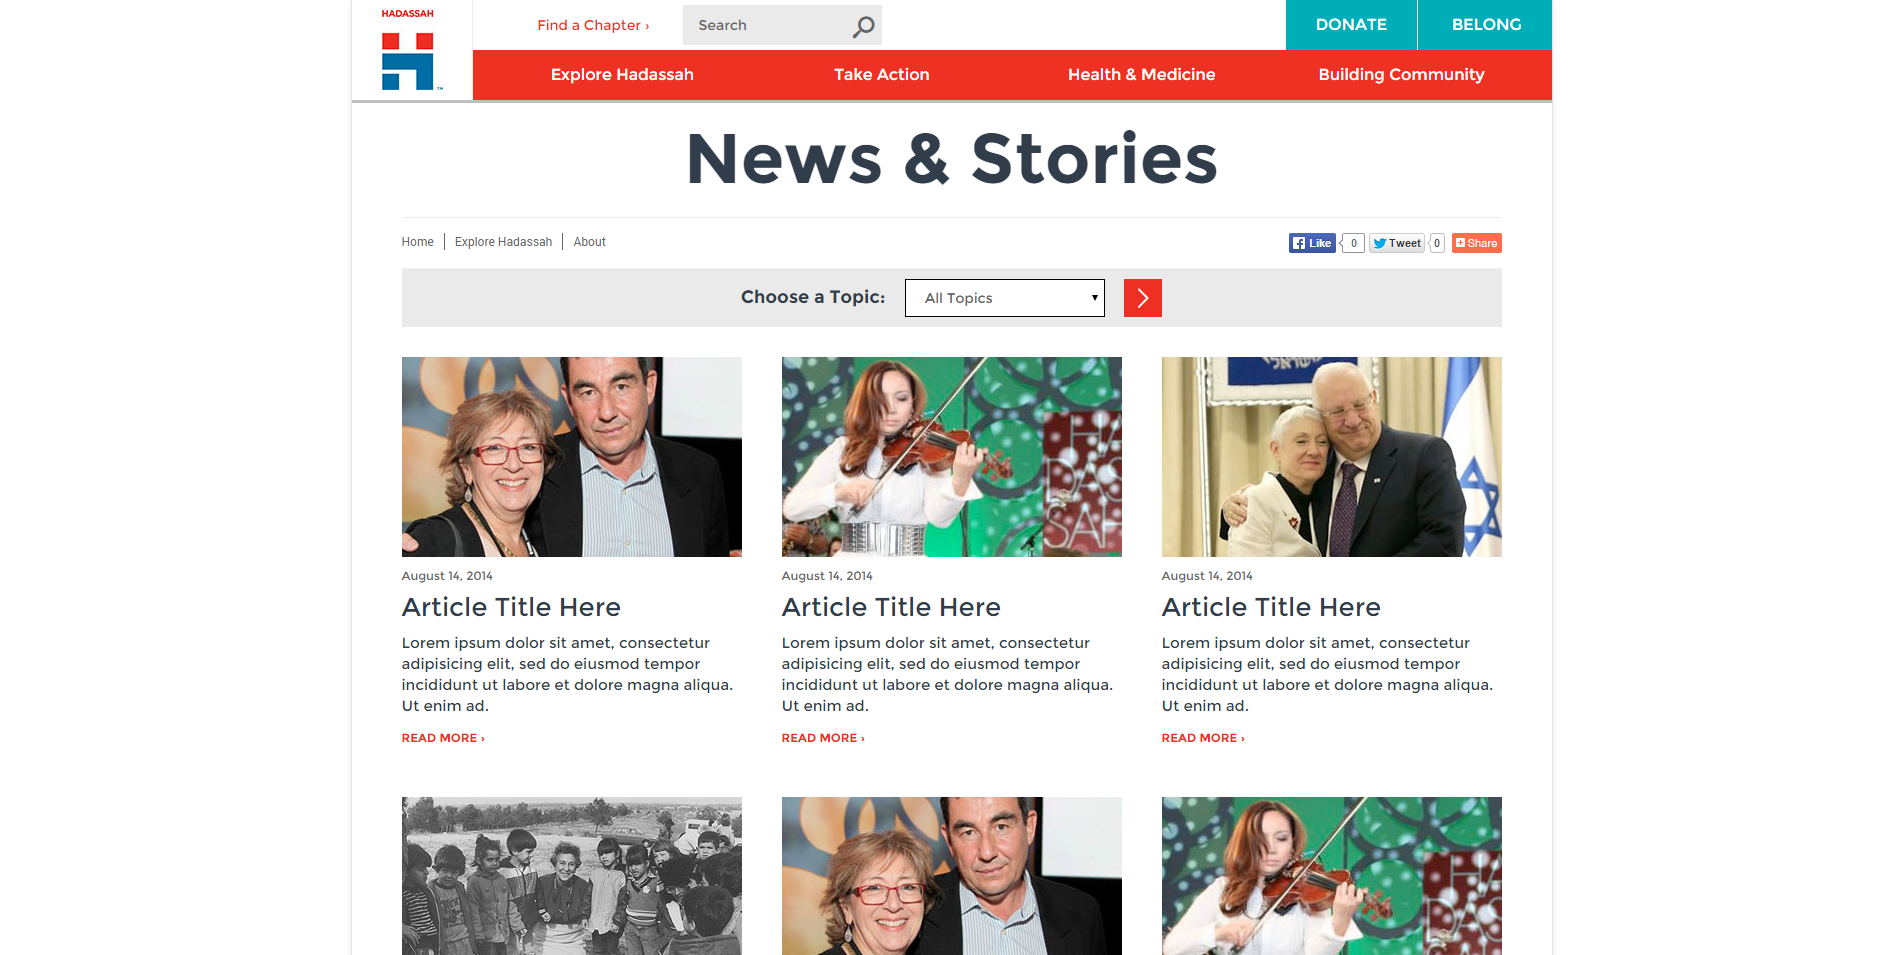 HADASSAH
Find a Chapter ›
Search
DONATE
BELONG
Explore Hadassah
Take Action
Health & Medicine
Building Community
News & Stories
Home
Explore Hadassah
About
Like
0
Tweet
0
Share
Choose a Topic:
All Topics
HA
DAS
SAH
August 14, 2014
Article Title Here
Lorem ipsum dolor sit amet, consectetur
adipisicing elit, sed do eiusmod tempor
incididunt ut labore et dolore magna aliqua.
Ut enim ad.
READ MORE ›
August 14, 2014
Article Title Here
Lorem ipsum dolor sit amet, consectetur
adipisicing elit, sed do eiusmod tempor
incididunt ut labore et dolore magna aliqua.
Ut enim ad.
READ MORE ›
August 14, 2014
Article Title Here
Lorem ipsum dolor sit amet, consectetur
adipisicing elit, sed do eiusmod tempor
incididunt ut labore et dolore magna aliqua.
Ut enim ad.
READ MORE ›